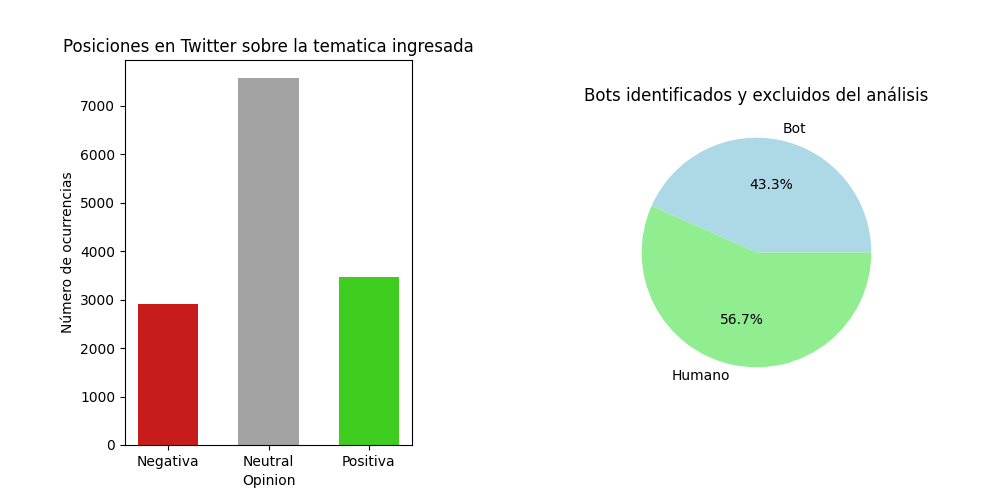 Posiciones en Twitter sobre la tematica ingresada
Número de ocurrencias
7000
6000
5000
4000
3000
2000
1000
0
Negativa
Neutral
Positiva
Opinion
Bots identificados y excluidos del análisis
Bot
43.3%
56.7%
Humano